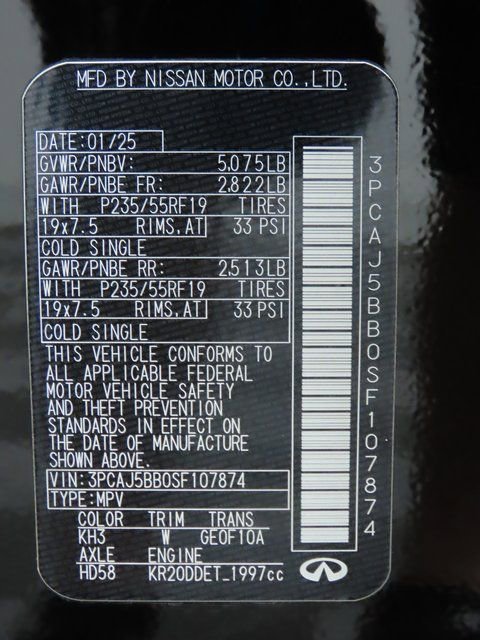 MFD BY NISSAN MOTOR CO.,LTD.
DATE:01/25
GVWR/PNBV: 5,075LB
GAWR/PNBE FR: 2,822LB
WITH P235/55RF19 TIRES
19x7.5 RIMS,AT 33 PSI
COLD SINGLE
GAWR/PNBE RR: 2,513LB
WITH P235/55RF19 TIRES
19x7.5 RIMS,AT 33 PSI
COLD SINGLE
THIS VEHICLE CONFORMS TO
ALL APPLICABLE FEDERAL
MOTOR VEHICLE SAFETY
AND THEFT PREVENTION
STANDARDS IN EFFECT ON
THE DATE OF MANUFACTURE
SHOWN ABOVE.
VIN:3PCAJ5BB0SF107874
TYPE:MPV
COLOR TRIM TRANS
KH3 W GE0F10A
AXLE ENGINE
HD58 KR20DDET_1997cc
3PCAJ5BB0SF107874